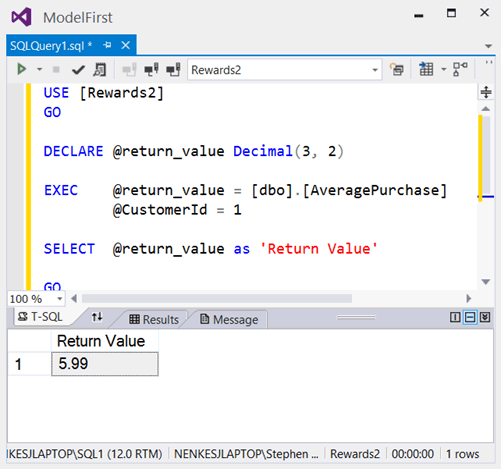 ModelFirst
SQLQuery1.sql *
Rewards2
USE [Rewards2]
GO
DECLARE @return_value Decimal(3, 2)
EXEC @return_value = [dbo].[AveragePurchase]
@CustomerId = 1
SELECT @return_value as 'Return Value'
GO
100 %
T-SQL Results Message
Return Value
1 5.99
\KESJLAPTOP\SQL1 (12.0 RTM) NENKESJLAPTOP\Stephen ... Rewards2 00:00:00 1 rows